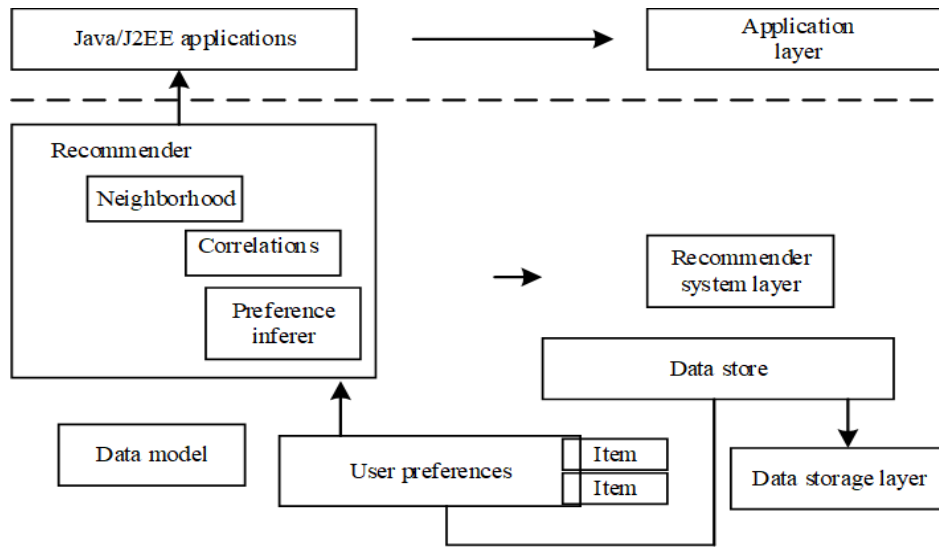 Java/J2EE applications
Application
layer
Recommender
Neighborhood
Correlations
Preference
inferer
Recommender
system layer
Data store
Data model
User preferences
Item
Item
Data storage layer